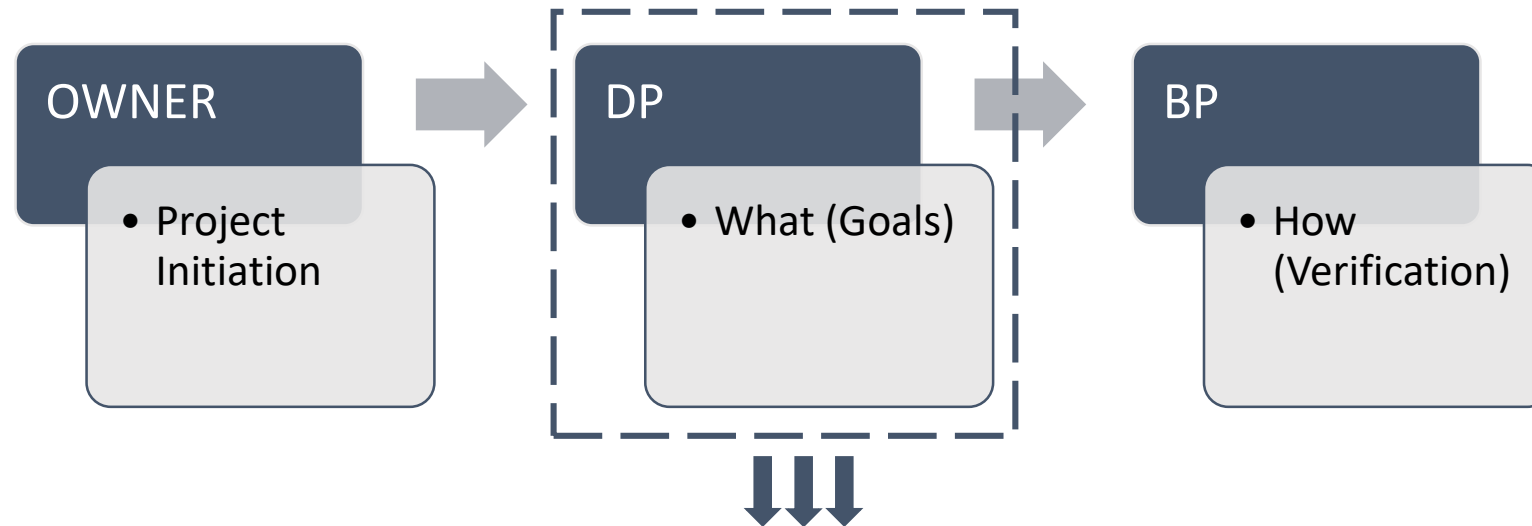 OWNER
• Project
Initiation
DP
• What (Goals)
BP
• How
(Verification)